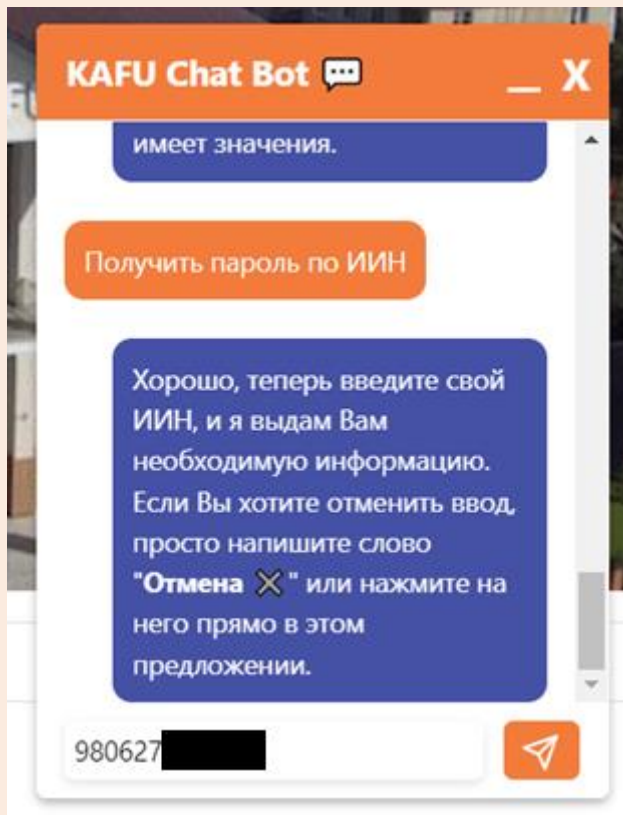 KAFU Chat Bot 💬
_ X
имеет значения.
Получить пароль по ИИН
Хорошо, теперь введите свой
ИИН, и я выдам Вам
необходимую информацию.
Если Вы хотите отменить ввод,
просто напишите слово
"Отмена ✖" или нажмите на
него прямо в этом
предложении.
980627